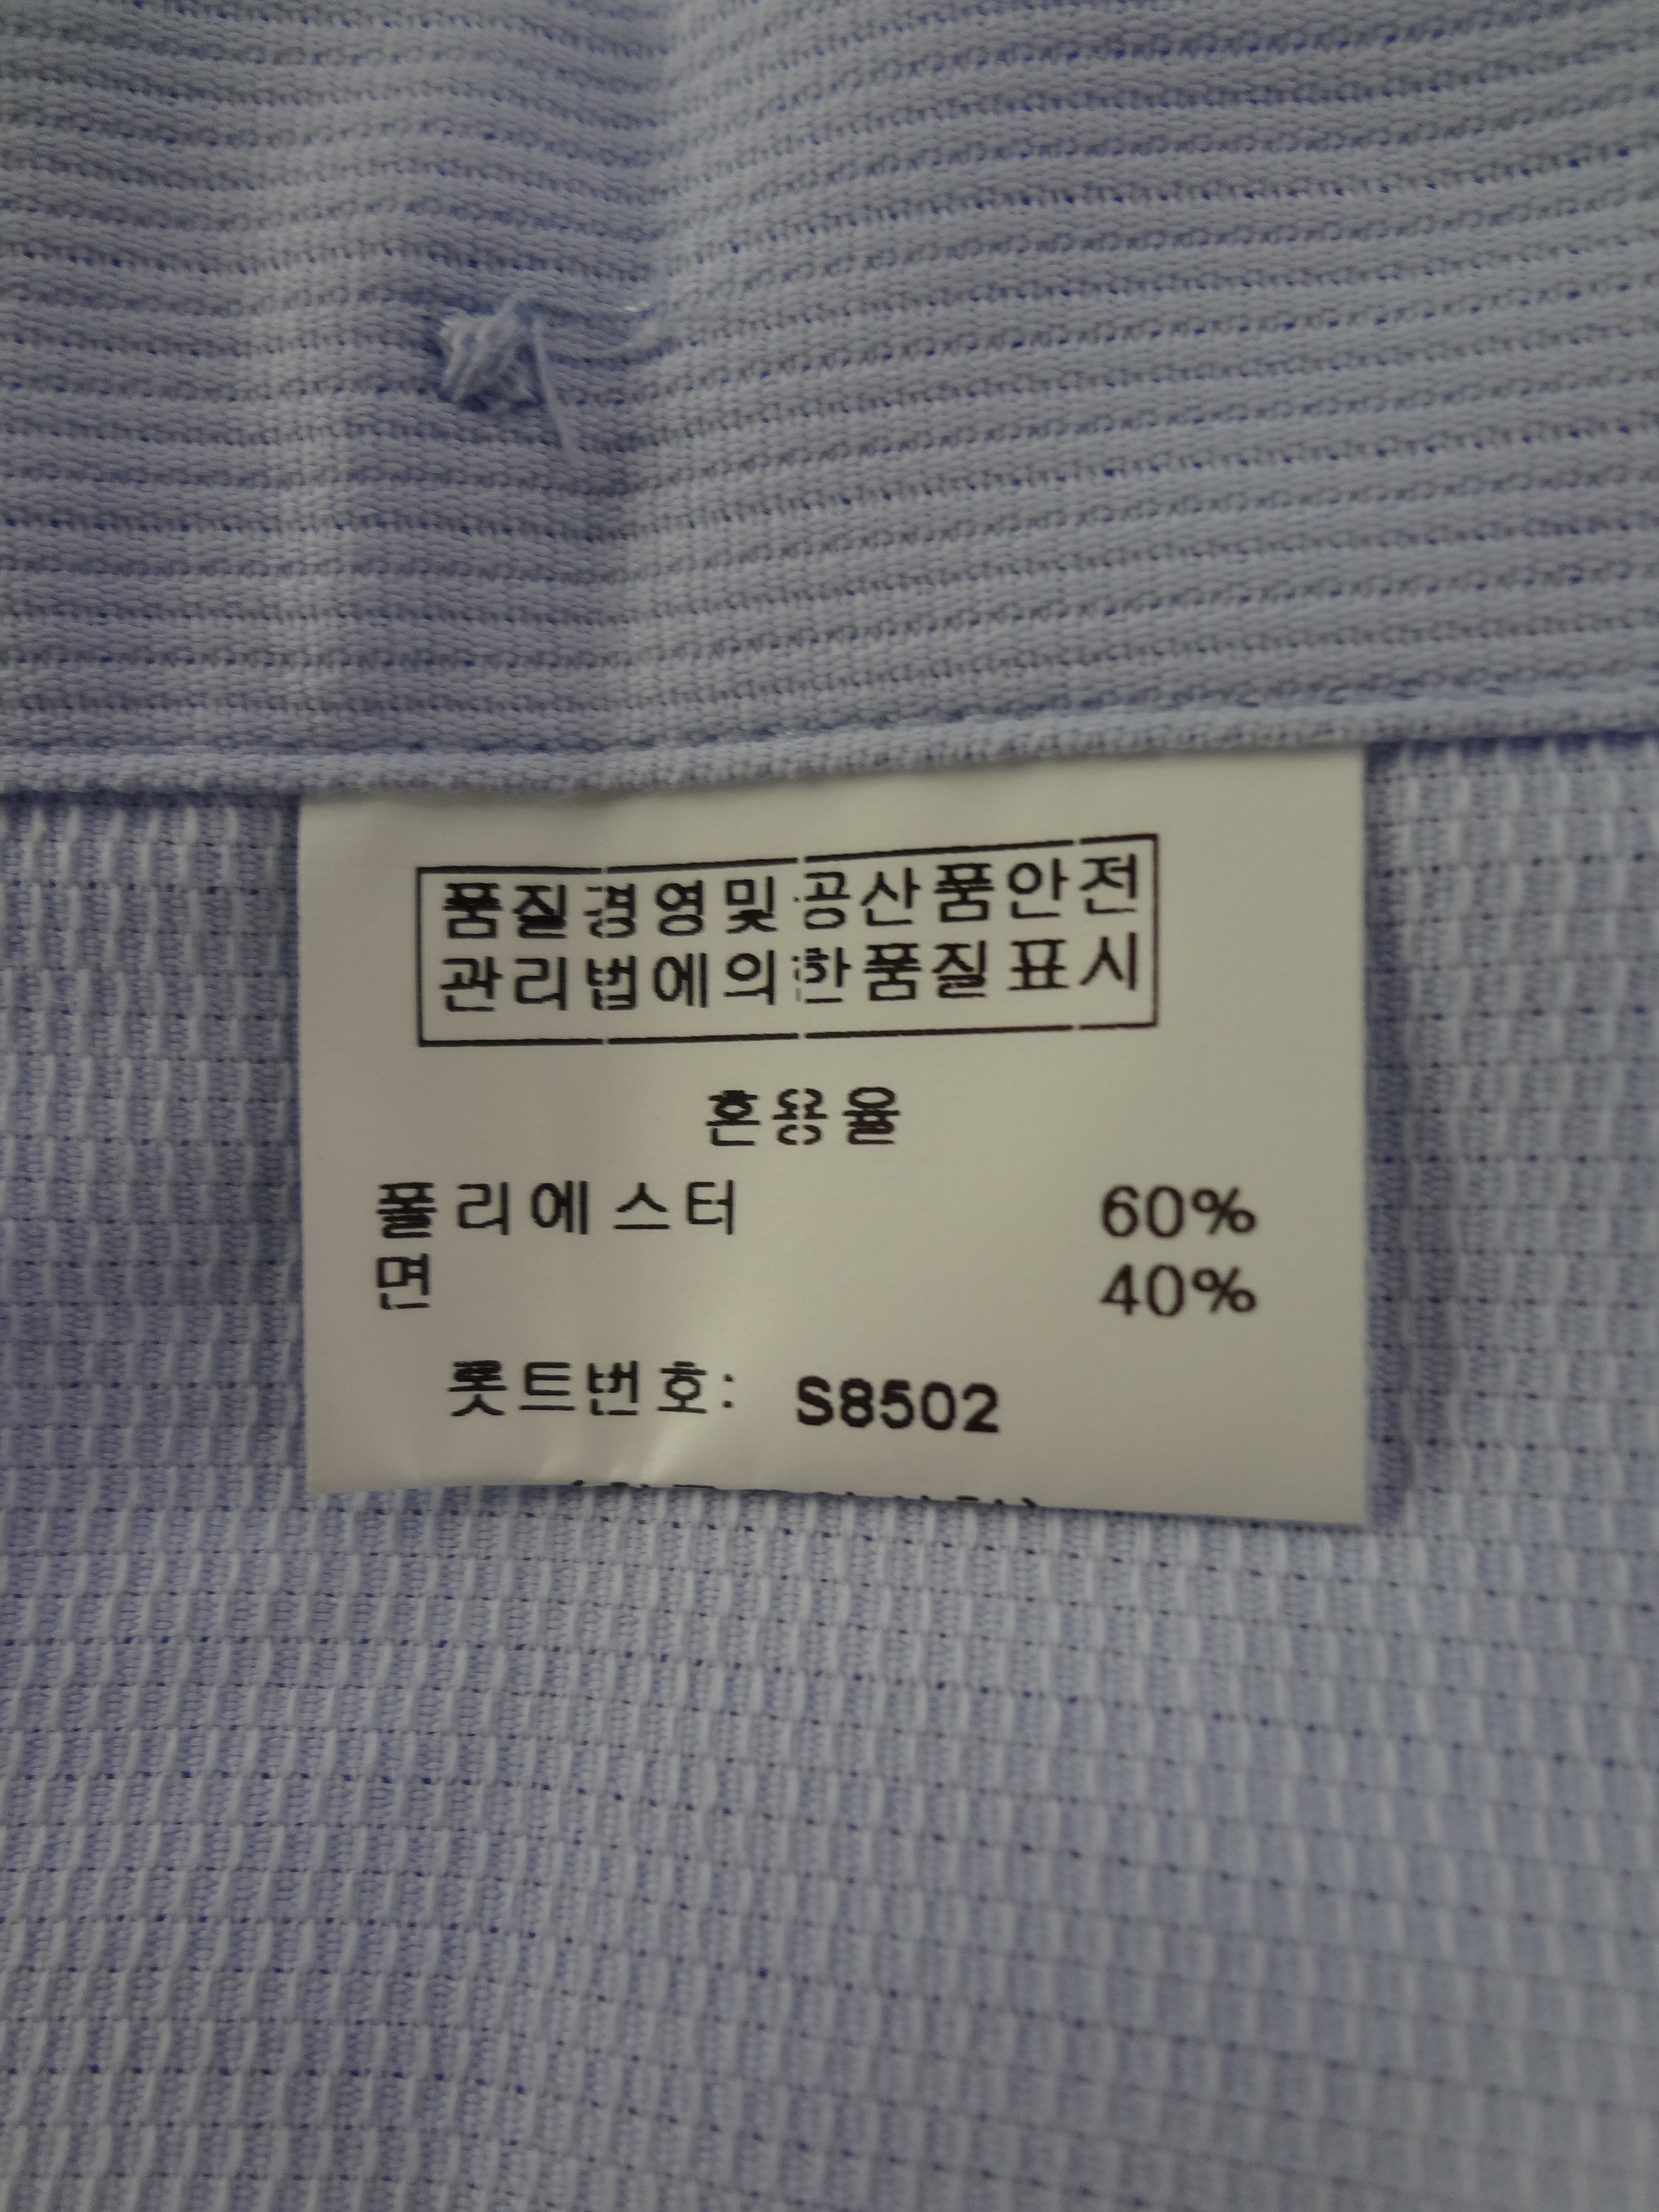 품질경영및공산품안전
관리법에의한품질표시
혼용율
폴리에스터 60%
면 40%
롯트번호: S8502